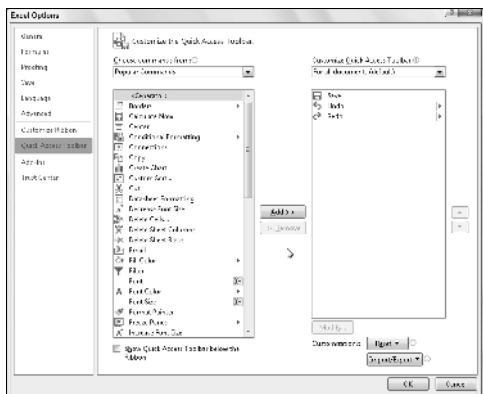 Excel Options
General
Formulas
Proofing
Save
Language
Advanced
Customize Ribbon
Quick Access Toolbar
Add-Ins
Trust Center
Customize the Quick Access Toolbar.
Choose commands from:
Popular Commands
<Separator>
Borders
Calculate Now
Center
Conditional Formatting
Connections
Copy
Create Chart
Custom Sort...
Cut
Datasheet Formatting
Decrease Font Size
Delete Cells...
Delete Sheet Columns
Delete Sheet Rows
Email
Fill Color
Filter
Font
Font Color
Font Size
Format Painter
Freeze Panes
Increase Font Size
Show Quick Access Toolbar below the
Ribbon
Add >>
<< Remove
Customize Quick Access Toolbar:
For all documents (default)
Save
Undo
Redo
Modify...
Customizations:
Reset
Import/Export
OK
Cancel